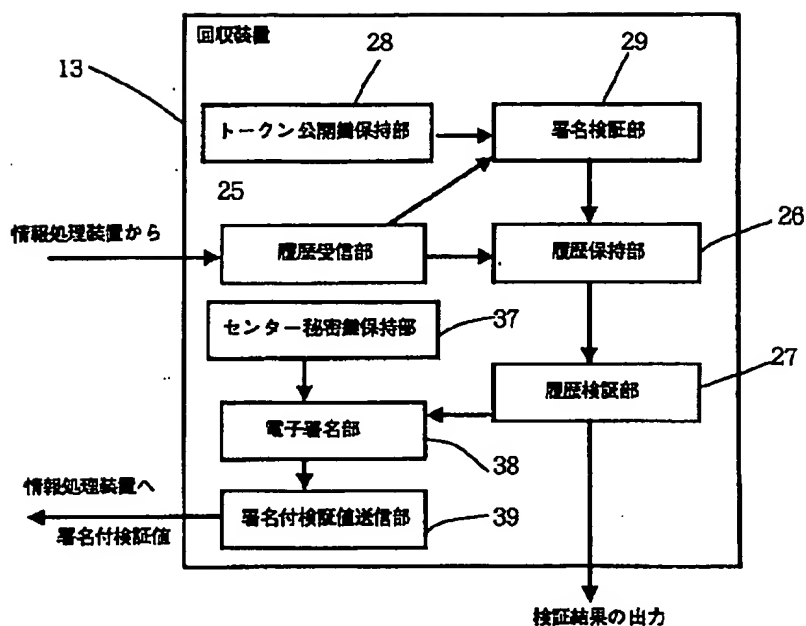 回収装置
28
29
13
トークン公開鍵保持部
署名検証部
25
26
情報処理装置から
履歴受信部
履歴保持部
センター秘密鍵保持部
37
27
履歴検証部
電子署名部
38
情報処理装置へ
署名付検証値送信部
39
署名付検証値
検証結果の出力